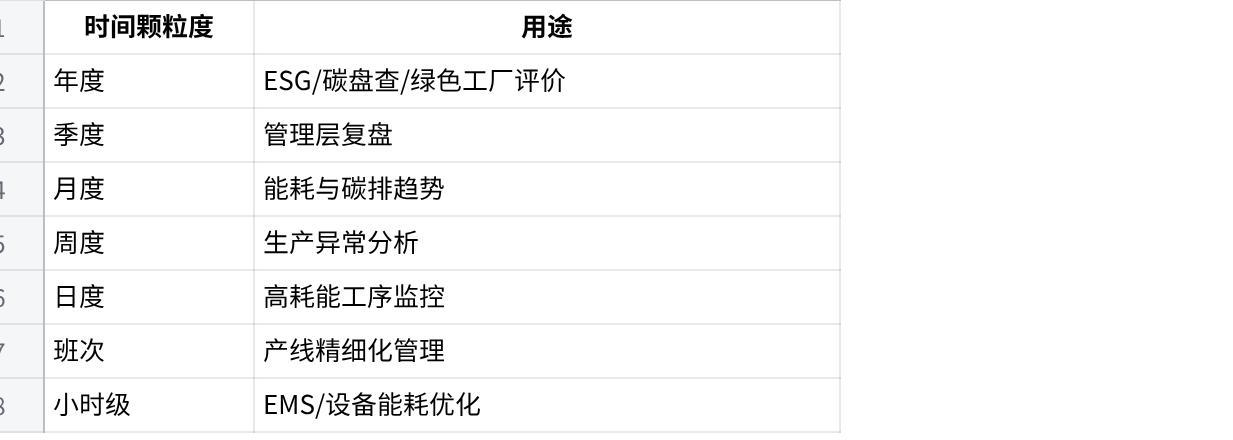 时间颗粒度 用途
年度 ESG/碳盘查/绿色工厂评价
季度 管理层复盘
月度 能耗与碳排趋势
周度 生产异常分析
日度 高耗能工序监控
班次 产线精细化管理
小时级 EMS/设备能耗优化